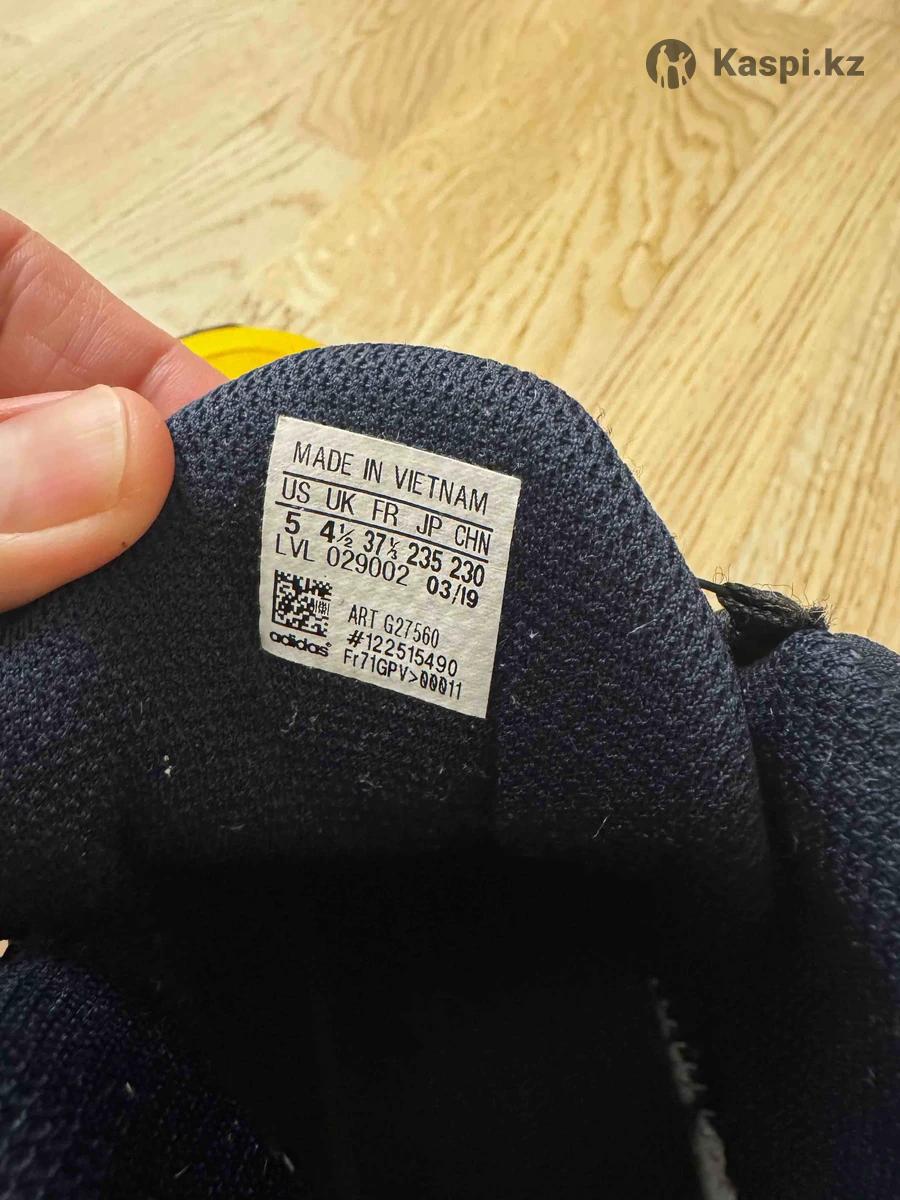 Kaspi.kz
MADE IN VIETNAM
US UK FR JP CHN
5 4½ 37⅓ 235 230
LVL 029002 03/19
ART G27560
#122515490
adidas
Fr71GPV>00011